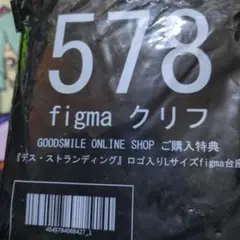 578
figma クリフ
GOODSMILE ONLINE SHOP ご購入特典
『デス・ストランディング』ロゴ入りLサイズfigma台座